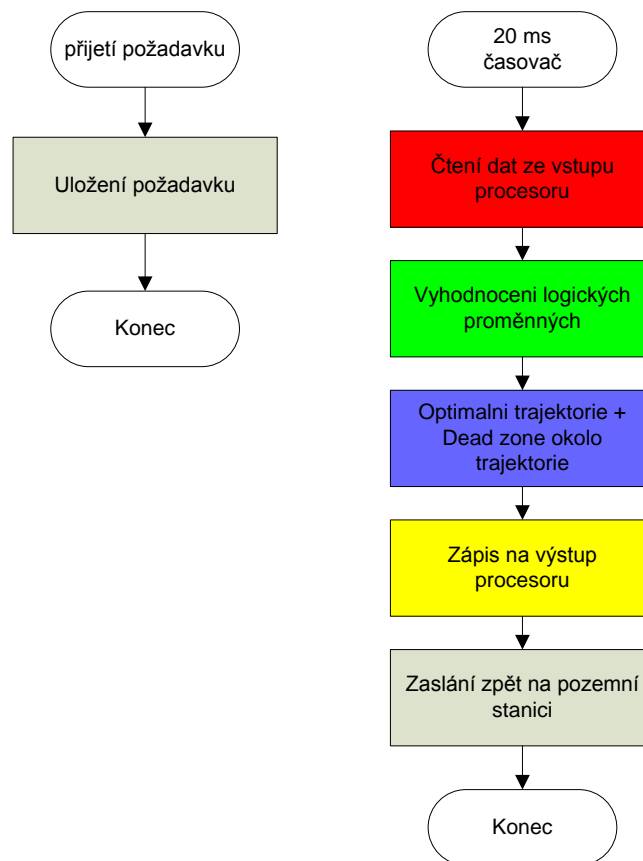 přijetí požadavku
Uložení požadavku
Konec
20 ms
časovač
Čtení dat ze vstupu
procesoru
Vyhodnoceni logických
proměnných
Optimalni trajektorie +
Dead zone okolo
trajektorie
Zápis na výstup
procesoru
Zaslání zpět na pozemní
stanici
Konec